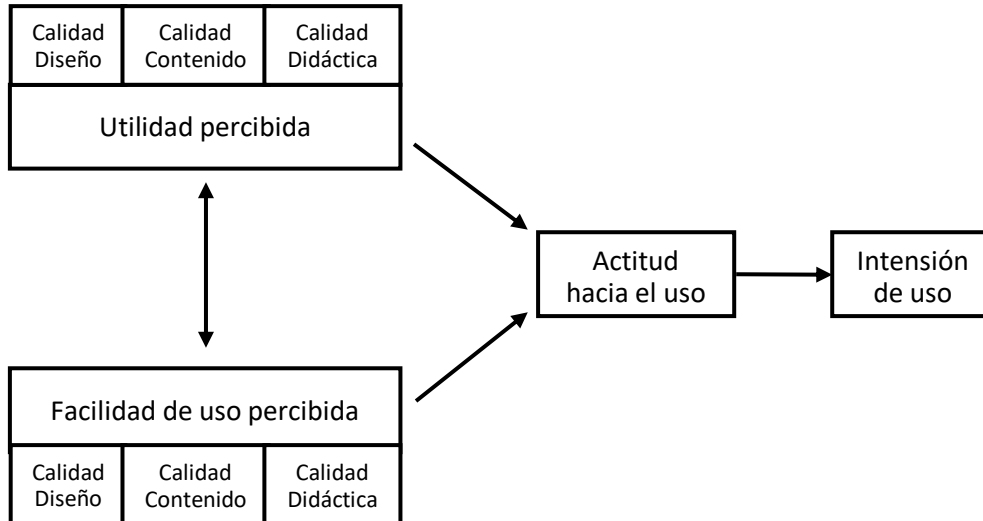 Calidad
Diseño
Calidad
Contenido
Calidad
Didáctica
Utilidad percibida
Actitud
hacia el uso
Intensión
de uso
Facilidad de uso percibida
Calidad
Diseño
Calidad
Contenido
Calidad
Didáctica